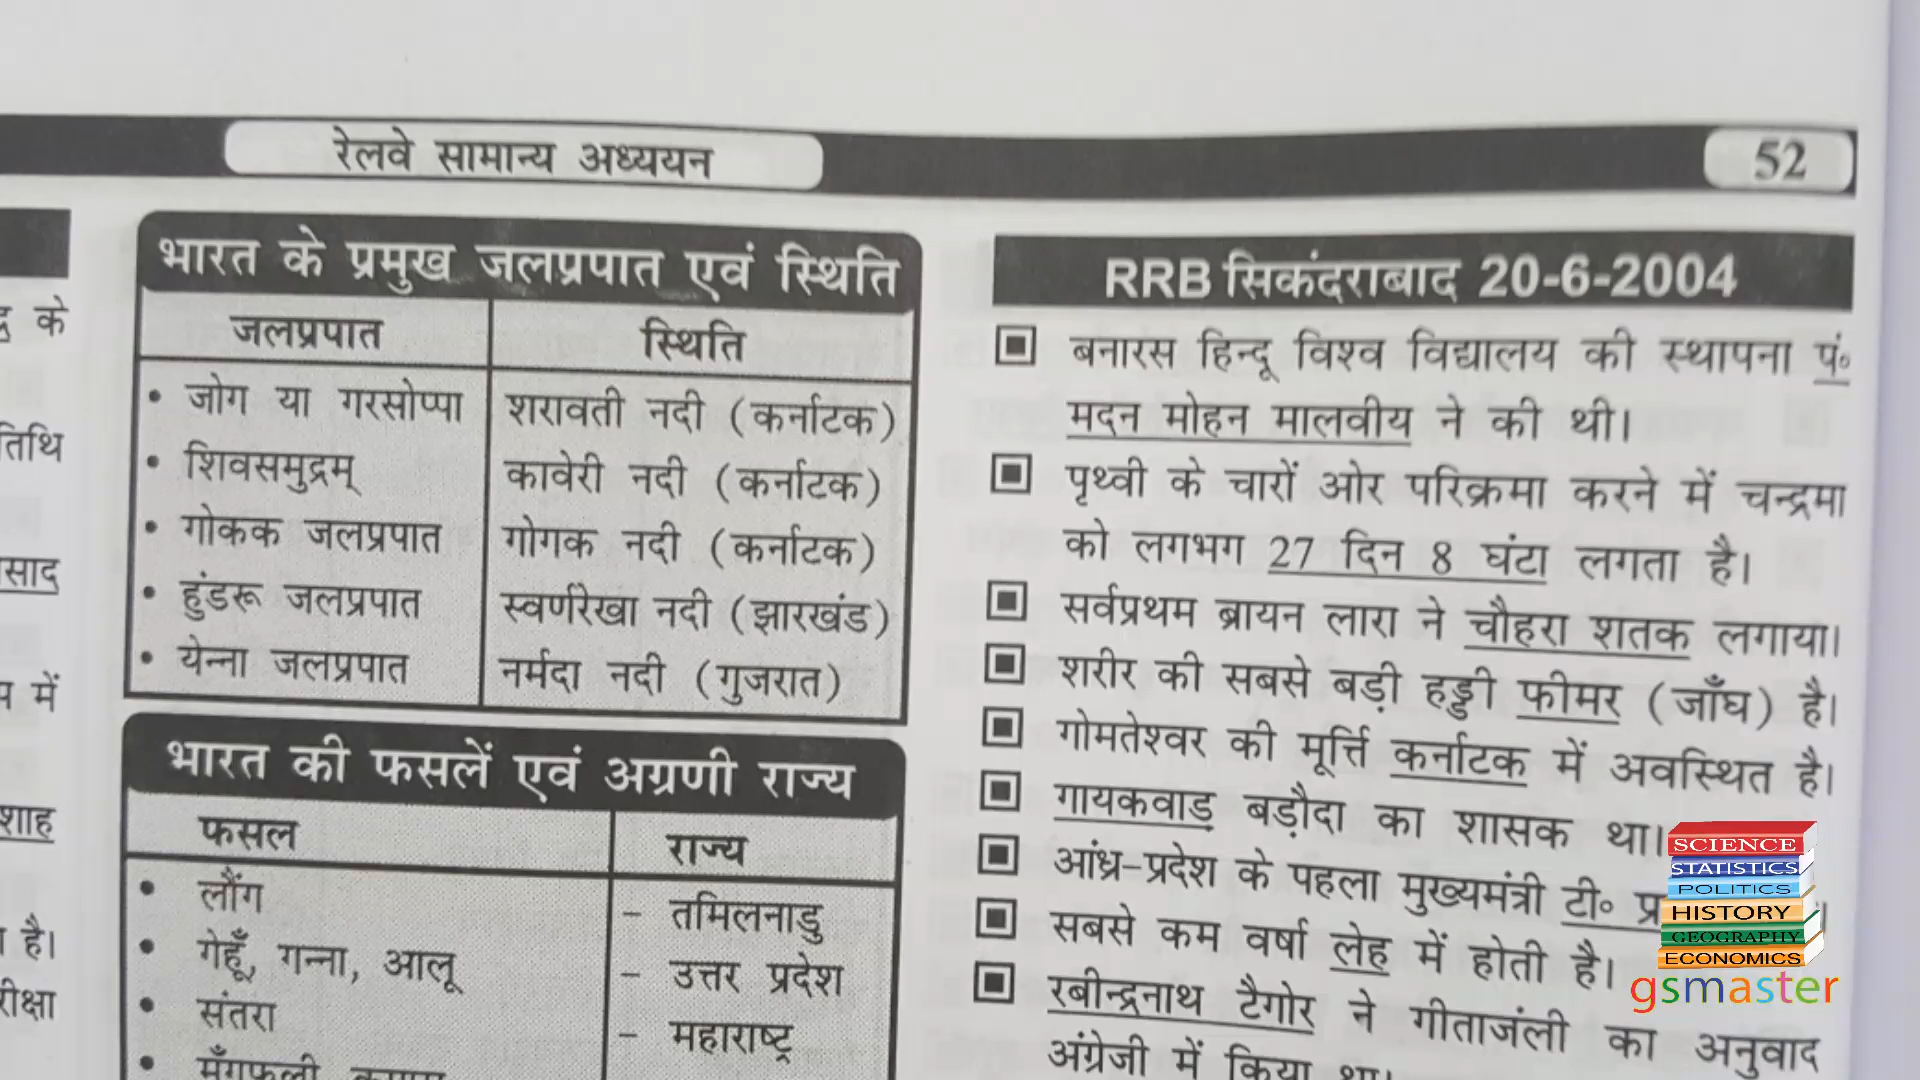 रेलवे सामान्य अध्ययन
52
द्र के
तिथि
साद
में
शाह
है।
रीक्षा
भारत के प्रमुख जलप्रपात एवं स्थिति
जलप्रपात स्थिति
• जोग या गरसोप्पा शरावती नदी (कर्नाटक)
• शिवसमुद्रम् कावेरी नदी (कर्नाटक)
• गोकक जलप्रपात गोगक नदी (कर्नाटक)
• हुंडरू जलप्रपात स्वर्णरेखा नदी (झारखंड)
• येन्ना जलप्रपात नर्मदा नदी (गुजरात)
भारत की फसलें एवं अग्रणी राज्य
फसल राज्य
• लौंग – तमिलनाडु
• गेहूँ, गन्ना, आलू – उत्तर प्रदेश
• संतरा – महाराष्ट्र
RRB सिकंदराबाद 20-6-2004
बनारस हिन्दू विश्व विद्यालय की स्थापना पं॰
मदन मोहन मालवीय ने की थी।
पृथ्वी के चारों ओर परिक्रमा करने में चन्द्रमा
को लगभग 27 दिन 8 घंटा लगता है।
सर्वप्रथम ब्रायन लारा ने चौहरा शतक लगाया।
शरीर की सबसे बड़ी हड्डी फीमर (जाँघ) है।
गोमतेश्वर की मूर्त्ति कर्नाटक में अवस्थित है।
गायकवाड़ बड़ौदा का शासक था।
आंध्र-प्रदेश के पहला मुख्यमंत्री टी॰ प्र
सबसे कम वर्षा लेह में होती है।
रबीन्द्रनाथ टैगोर ने गीताजंली का अनुवाद
अंग्रेजी में किया था।
SCIENCE
STATISTICS
POLITICS
HISTORY
GEOGRAPHY
ECONOMICS
gsmaster